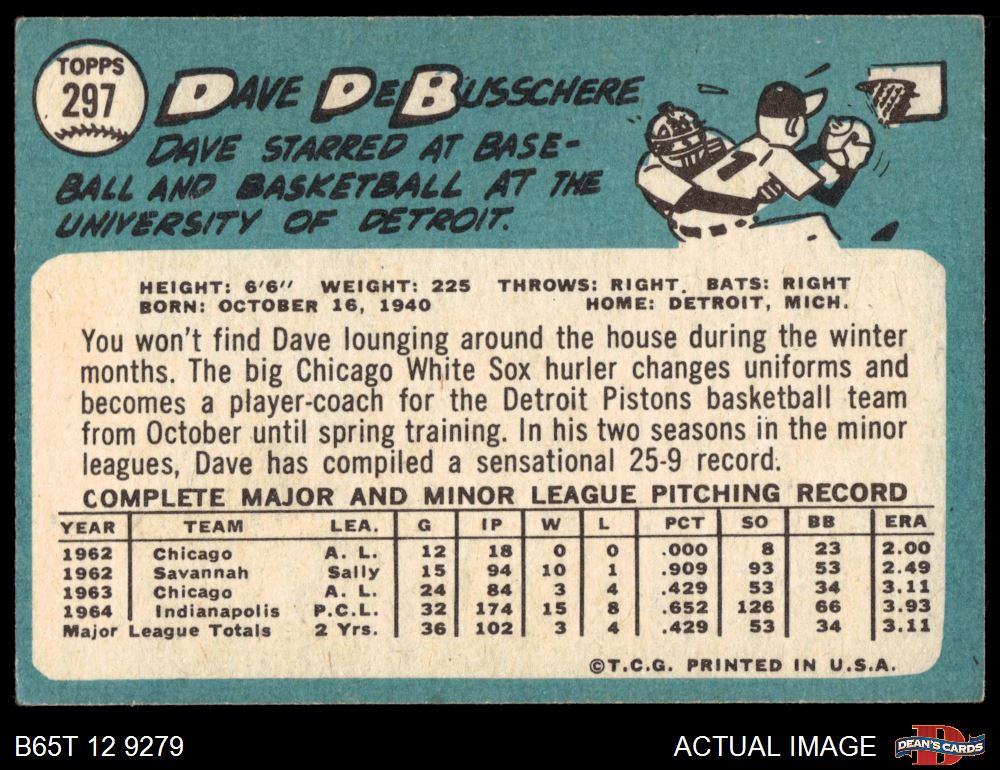 TOPPS
297
DAVE DEBUSSCHERE
DAVE STARRED AT BASE-
BALL AND BASKETBALL AT THE
UNIVERSITY OF DETROIT.
HEIGHT: 6'6" WEIGHT: 225 THROWS: RIGHT. BATS: RIGHT
BORN: OCTOBER 16, 1940 HOME: DETROIT, MICH.
You won't find Dave lounging around the house during the winter
months. The big Chicago White Sox hurler changes uniforms and
becomes a player-coach for the Detroit Pistons basketball team
from October until spring training. In his two seasons in the minor
leagues, Dave has compiled a sensational 25-9 record.
COMPLETE MAJOR AND MINOR LEAGUE PITCHING RECORD
YEAR TEAM LEA. G IP W L PCT SO BB ERA
1962 Chicago A. L. 12 18 0 0 .000 8 23 2.00
1962 Savannah Sally 15 94 10 1 .909 93 53 2.49
1963 Chicago A. L. 24 84 3 4 .429 53 34 3.11
1964 Indianapolis P.C.L. 32 174 15 8 .652 126 66 3.93
Major League Totals 2 Yrs. 36 102 3 4 .429 53 34 3.11
©T.C.G. PRINTED IN U.S.A.
B65T 12 9279 ACTUAL IMAGE DEAN'S CARDS